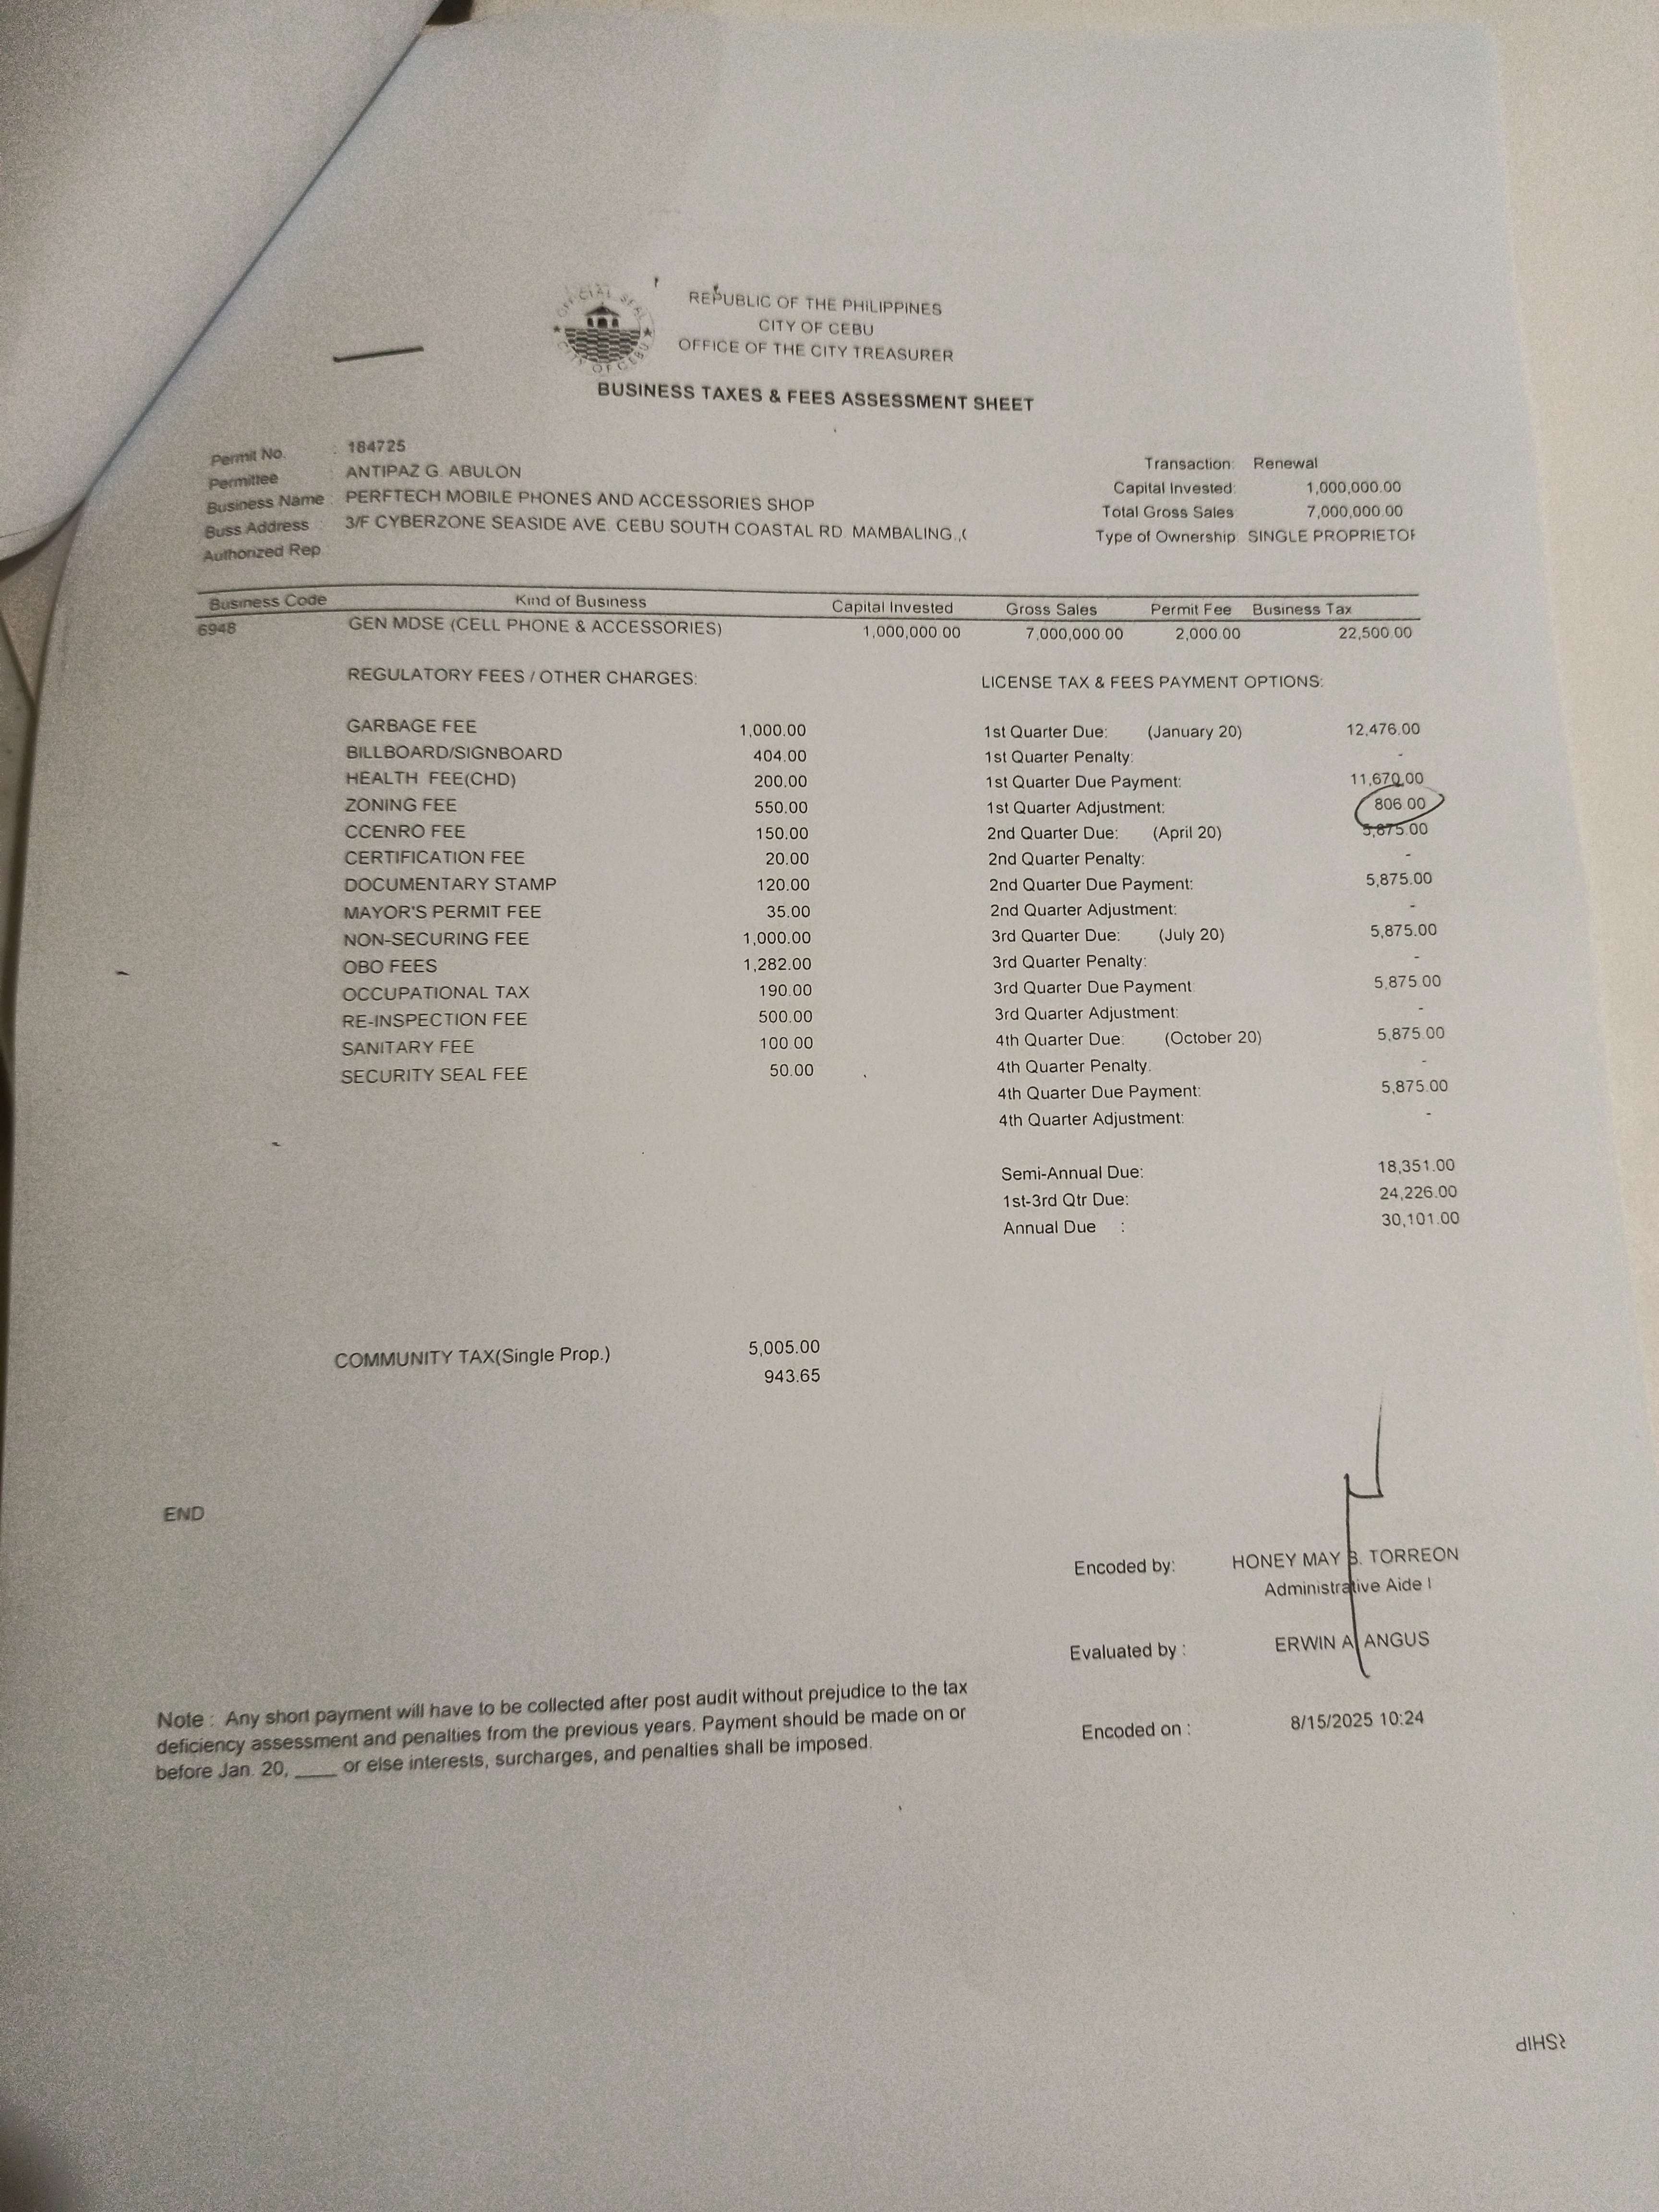 OFFICIAL SEAL
CITY OF CEBU
REPUBLIC OF THE PHILIPPINES
CITY OF CEBU
OFFICE OF THE CITY TREASURER
BUSINESS TAXES & FEES ASSESSMENT SHEET
Permit No. : 184725
Permittee ANTIPAZ G. ABULON
Business Name : PERFTECH MOBILE PHONES AND ACCESSORIES SHOP
Buss Address : 3/F CYBERZONE SEASIDE AVE. CEBU SOUTH COASTAL RD. MAMBALING.,(
Authorized Rep
Transaction: Renewal
Capital Invested: 1,000,000.00
Total Gross Sales 7,000,000.00
Type of Ownership SINGLE PROPRIETOR
Business Code Kind of Business Capital Invested Gross Sales Permit Fee Business Tax
6948 GEN MDSE (CELL PHONE & ACCESSORIES) 1,000,000.00 7,000,000.00 2,000.00 22,500.00
REGULATORY FEES / OTHER CHARGES:
GARBAGE FEE 1,000.00
BILLBOARD/SIGNBOARD 404.00
HEALTH FEE(CHD) 200.00
ZONING FEE 550.00
CCENRO FEE 150.00
CERTIFICATION FEE 20.00
DOCUMENTARY STAMP 120.00
MAYOR'S PERMIT FEE 35.00
NON-SECURING FEE 1,000.00
OBO FEES 1,282.00
OCCUPATIONAL TAX 190.00
RE-INSPECTION FEE 500.00
SANITARY FEE 100.00
SECURITY SEAL FEE 50.00
LICENSE TAX & FEES PAYMENT OPTIONS:
1st Quarter Due: (January 20) 12,476.00
1st Quarter Penalty: -
1st Quarter Due Payment: 11,670.00
1st Quarter Adjustment: 806.00
2nd Quarter Due: (April 20) 5,875.00
2nd Quarter Penalty: -
2nd Quarter Due Payment: 5,875.00
2nd Quarter Adjustment: -
3rd Quarter Due: (July 20) 5,875.00
3rd Quarter Penalty: -
3rd Quarter Due Payment 5,875.00
3rd Quarter Adjustment: -
4th Quarter Due: (October 20) 5,875.00
4th Quarter Penalty. -
4th Quarter Due Payment: 5,875.00
4th Quarter Adjustment: -
Semi-Annual Due: 18,351.00
1st-3rd Qtr Due: 24,226.00
Annual Due : 30,101.00
COMMUNITY TAX(Single Prop.) 5,005.00
943.65
END
Encoded by: HONEY MAY B. TORREON
Administrative Aide I
Evaluated by : ERWIN A. ANGUS
Encoded on : 8/15/2025 10:24
Note : Any short payment will have to be collected after post audit without prejudice to the tax
deficiency assessment and penalties from the previous years. Payment should be made on or
before Jan. 20, ____ or else interests, surcharges, and penalties shall be imposed.
RSHIP